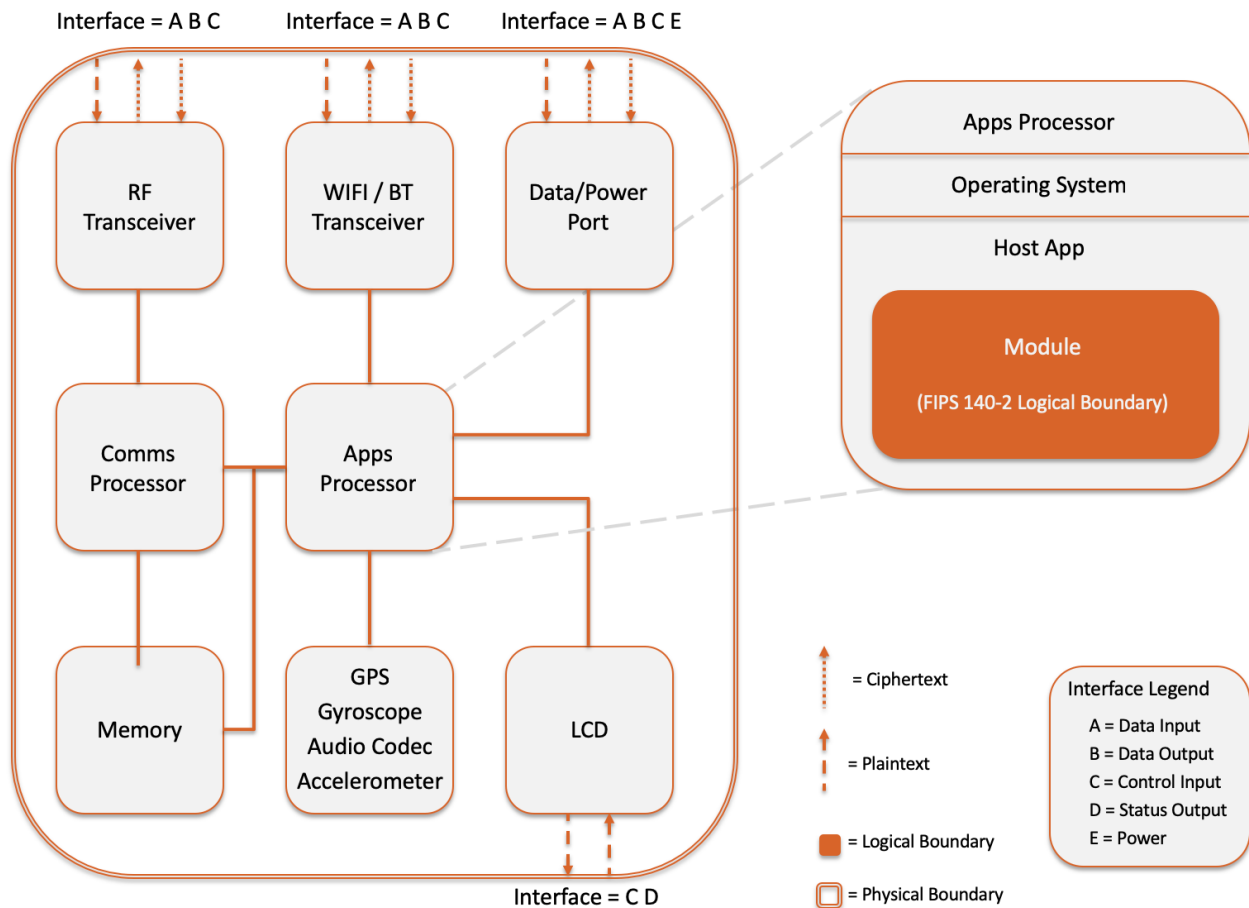 Interface = A B C
Interface = A B C
Interface = A B C E
RF
Transceiver
WIFI / BT
Transceiver
Data/Power
Port
Comms
Processor
Apps
Processor
Memory
GPS
Gyroscope
Audio Codec
Accelerometer
LCD
Interface = C D
Apps Processor
Operating System
Host App
Module
(FIPS 140-2 Logical Boundary)
= Ciphertext
= Plaintext
= Logical Boundary
= Physical Boundary
Interface Legend
A = Data Input
B = Data Output
C = Control Input
D = Status Output
E = Power